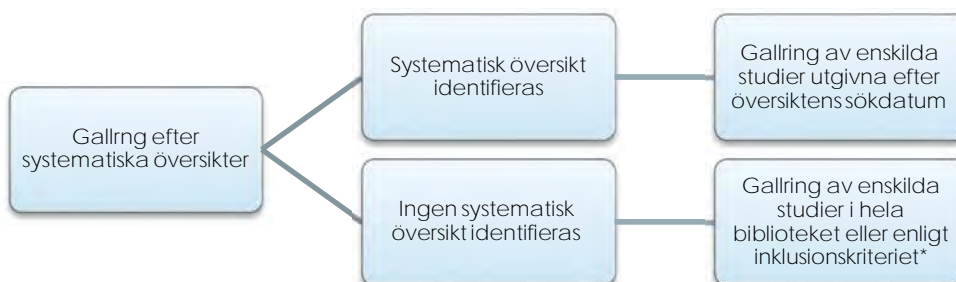 Gallrng efter
systematiska översikter
Systematisk översikt
identifieras
Gallring av enskilda
studier utgivna efter
översiktens sökdatum
Ingen systematisk
översikt identifieras
Gallring av enskilda
studier i hela
biblioteket eller enligt
inklusionskriteriet*